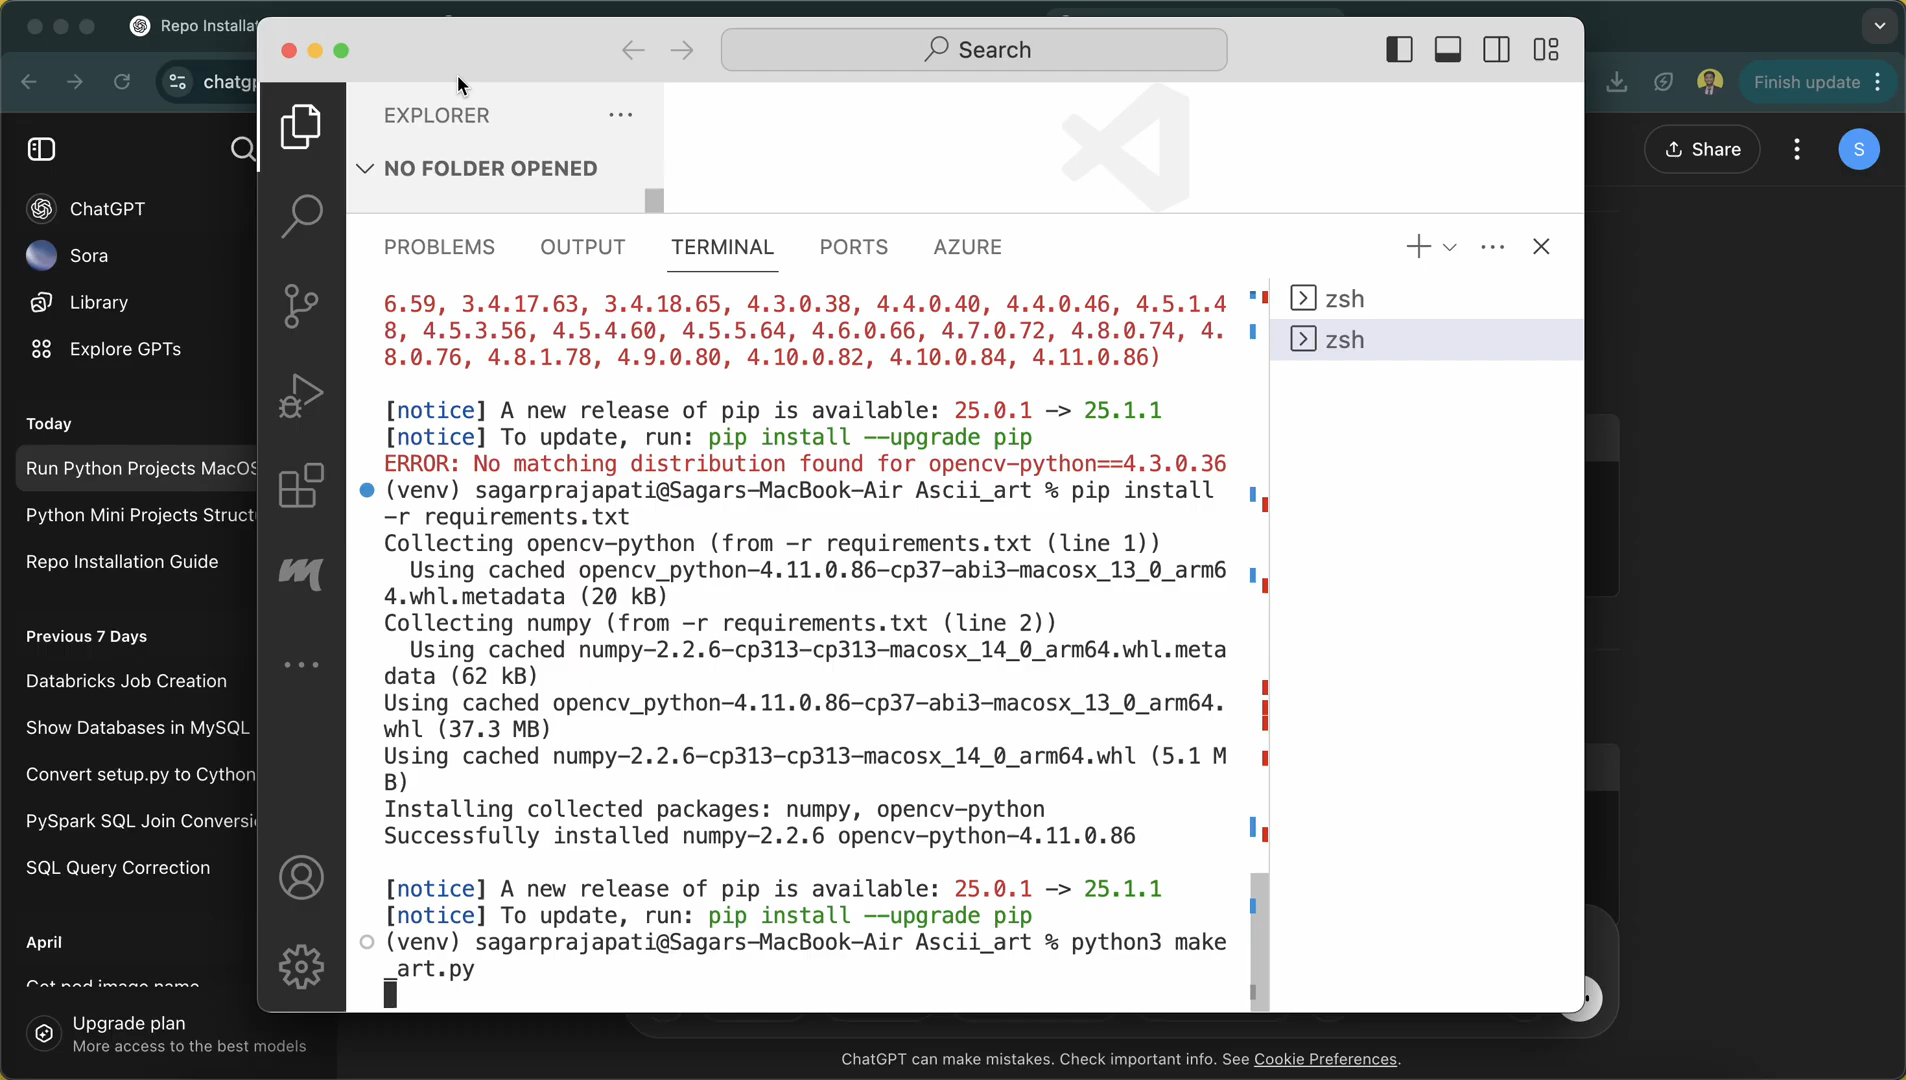 Repo Installat
Search
chatgp
Finish update
EXPLORER
NO FOLDER OPENED
Share
S
ChatGPT
Sora
Library
Explore GPTs
Today
Run Python Projects MacOS
Python Mini Projects Struct
Repo Installation Guide
Previous 7 Days
Databricks Job Creation
Show Databases in MySQL
Convert setup.py to Cython
PySpark SQL Join Conversi
SQL Query Correction
April
Get pod image name
Upgrade plan
More access to the best models
PROBLEMS OUTPUT TERMINAL PORTS AZURE
6.59, 3.4.17.63, 3.4.18.65, 4.3.0.38, 4.4.0.40, 4.4.0.46, 4.5.1.4
8, 4.5.3.56, 4.5.4.60, 4.5.5.64, 4.6.0.66, 4.7.0.72, 4.8.0.74, 4.
8.0.76, 4.8.1.78, 4.9.0.80, 4.10.0.82, 4.10.0.84, 4.11.0.86)
[notice] A new release of pip is available: 25.0.1 -> 25.1.1
[notice] To update, run: pip install --upgrade pip
ERROR: No matching distribution found for opencv-python==4.3.0.36
(venv) sagarprajapati@Sagars-MacBook-Air Ascii_art % pip install
-r requirements.txt
Collecting opencv-python (from -r requirements.txt (line 1))
Using cached opencv_python-4.11.0.86-cp37-abi3-macosx_13_0_arm6
4.whl.metadata (20 kB)
Collecting numpy (from -r requirements.txt (line 2))
Using cached numpy-2.2.6-cp313-cp313-macosx_14_0_arm64.whl.meta
data (62 kB)
Using cached opencv_python-4.11.0.86-cp37-abi3-macosx_13_0_arm64.
whl (37.3 MB)
Using cached numpy-2.2.6-cp313-cp313-macosx_14_0_arm64.whl (5.1 M
B)
Installing collected packages: numpy, opencv-python
Successfully installed numpy-2.2.6 opencv-python-4.11.0.86
[notice] A new release of pip is available: 25.0.1 -> 25.1.1
[notice] To update, run: pip install --upgrade pip
(venv) sagarprajapati@Sagars-MacBook-Air Ascii_art % python3 make
_art.py
zsh
zsh
ChatGPT can make mistakes. Check important info. See Cookie Preferences.